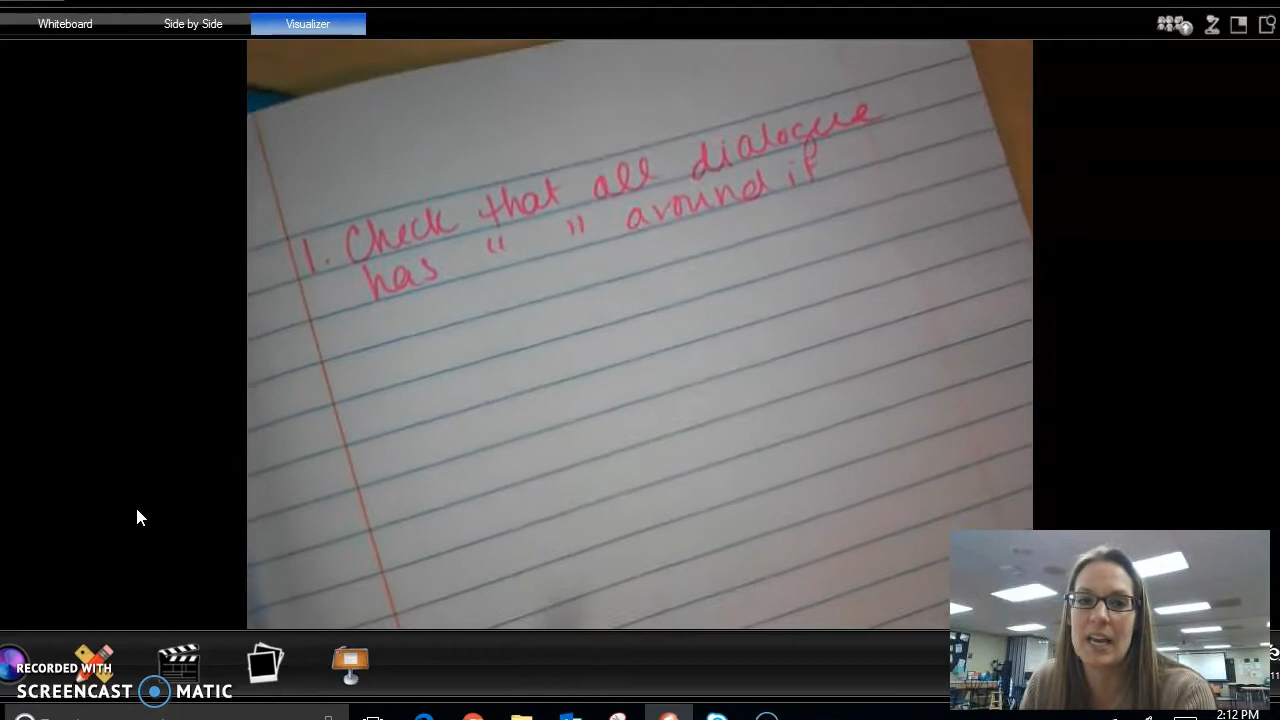 Whiteboard
Side by Side
Visualizer
1. Check that all dialogue
has " " around it
RECORDED WITH
SCREENCAST MATIC
2:12 PM